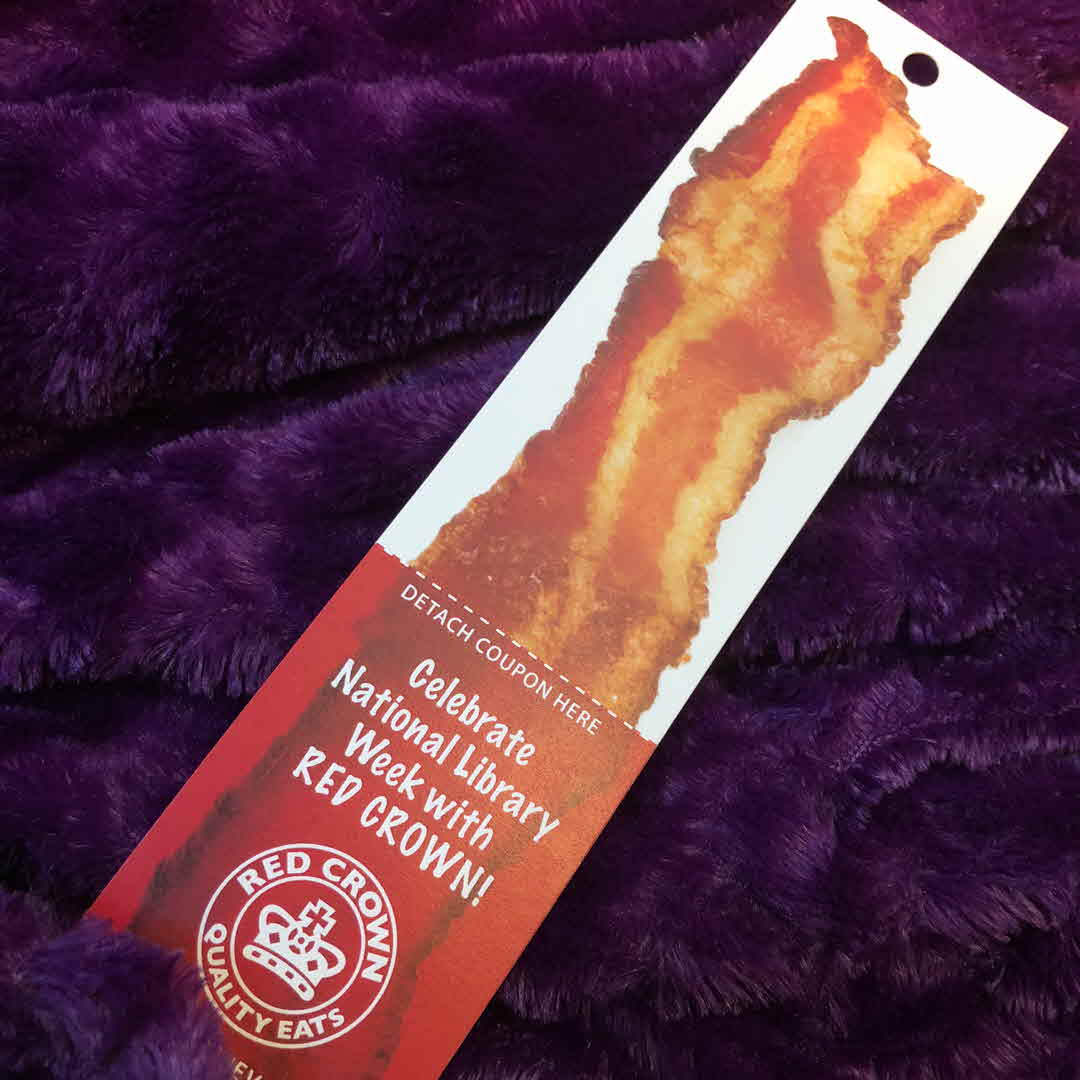 DETACH COUPON HERE
Celebrate
National Library
Week with
RED CROWN!
RED CROWN
QUALITY EATS